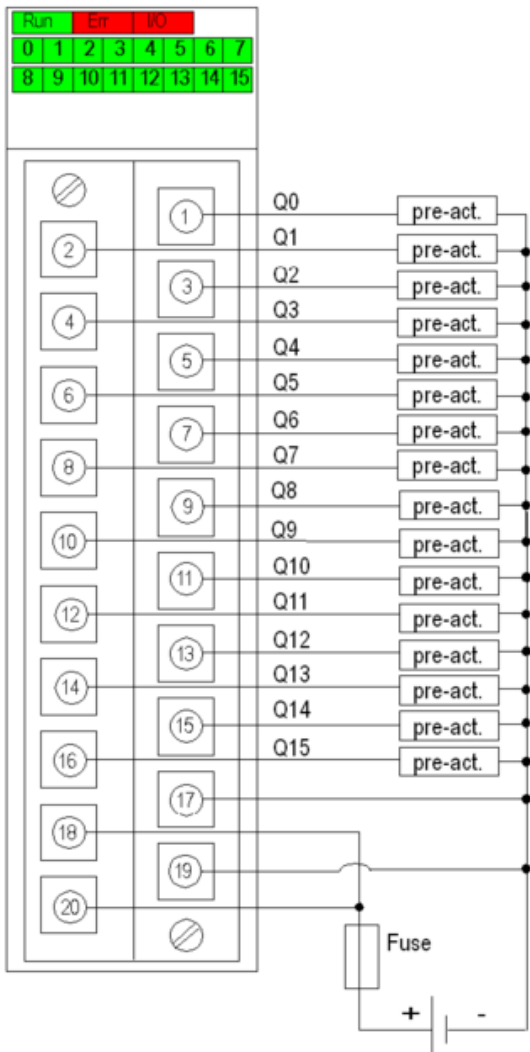 Run Err I/O
0 1 2 3 4 5 6 7
8 9 10 11 12 13 14 15
1 Q0 pre-act.
2 Q1 pre-act.
3 Q2 pre-act.
4 Q3 pre-act.
5 Q4 pre-act.
6 Q5 pre-act.
7 Q6 pre-act.
8 Q7 pre-act.
9 Q8 pre-act.
10 Q9 pre-act.
11 Q10 pre-act.
12 Q11 pre-act.
13 Q12 pre-act.
14 Q13 pre-act.
15 Q14 pre-act.
16 Q15 pre-act.
17
18
19
20
Fuse
+ -